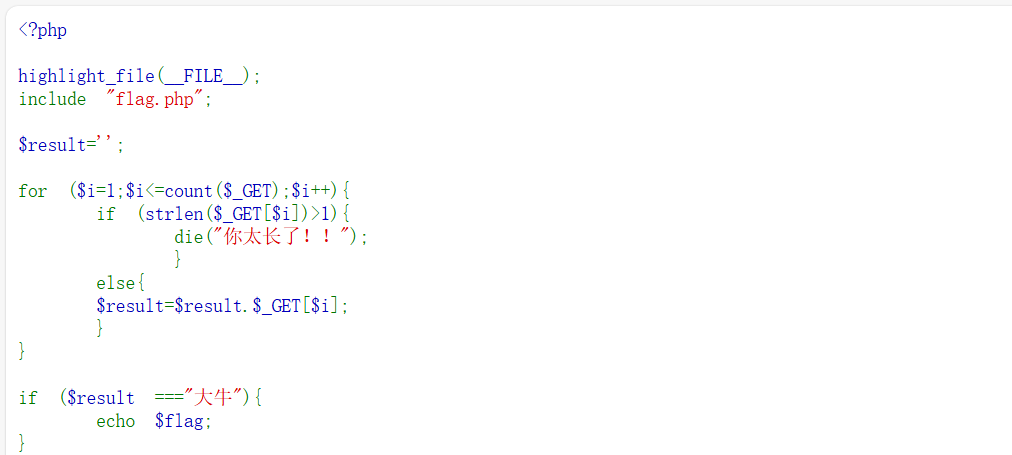 <?php
highlight_file(__FILE__);
include "flag.php";
$result='';
for ($i=1;$i<=count($_GET);$i++){
if (strlen($_GET[$i])>1){
die("你太长了！！");
}
else{
$result=$result.$_GET[$i];
}
}
if ($result ==="大牛"){
echo $flag;
}